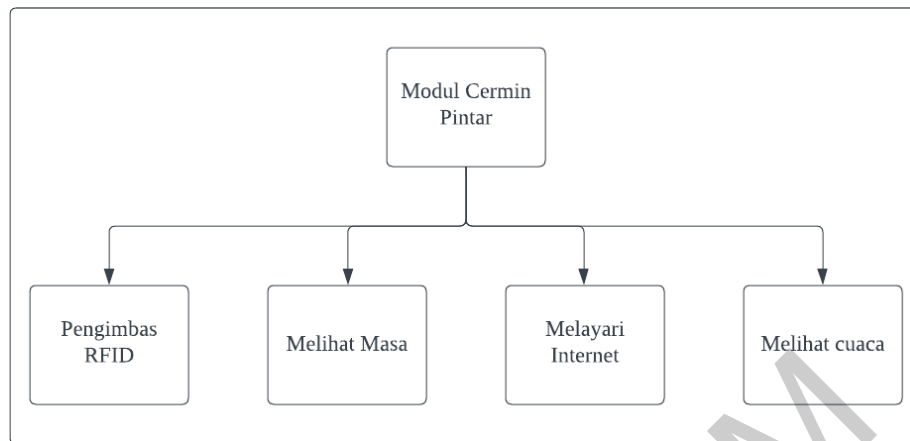 Modul Cermin
Pintar
Pengimbas
RFID
Melihat Masa
Melayari
Internet
Melihat cuaca
M